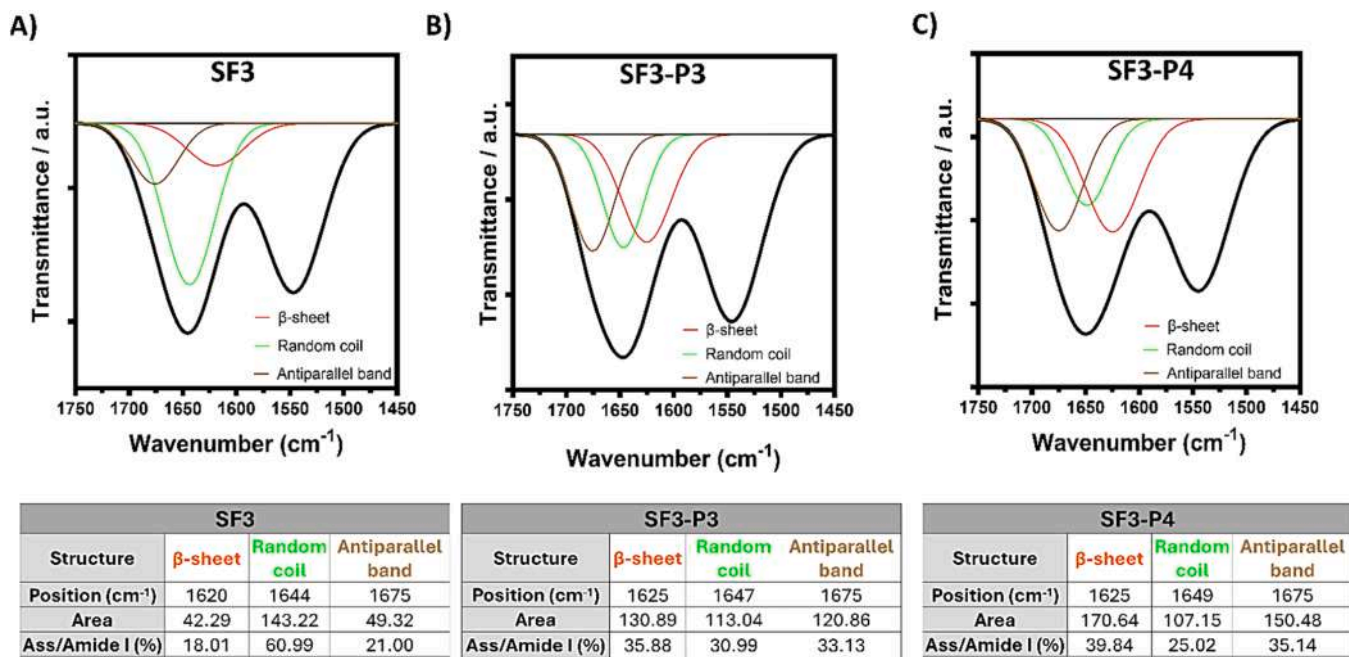 A)
SF3
Transmittance / a.u.
β-sheet
Random coil
Antiparallel band
1750 1700 1650 1600 1550 1500 1450
Wavenumber (cm⁻¹)
B)
SF3-P3
Transmittance / a.u.
β-sheet
Random coil
Antiparallel band
1750 1700 1650 1600 1550 1500 1450
Wavenumber (cm⁻¹)
C)
SF3-P4
Transmittance / a.u.
β-sheet
Random coil
Antiparallel band
1750 1700 1650 1600 1550 1500 1450
Wavenumber (cm⁻¹)
SF3
Structure β-sheet Random coil Antiparallel band
Position (cm⁻¹) 1620 1644 1675
Area 42.29 143.22 49.32
Ass/Amide I (%) 18.01 60.99 21.00
SF3-P3
Structure β-sheet Random coil Antiparallel band
Position (cm⁻¹) 1625 1647 1675
Area 130.89 113.04 120.86
Ass/Amide I (%) 35.88 30.99 33.13
SF3-P4
Structure β-sheet Random coil Antiparallel band
Position (cm⁻¹) 1625 1649 1675
Area 170.64 107.15 150.48
Ass/Amide I (%) 39.84 25.02 35.14